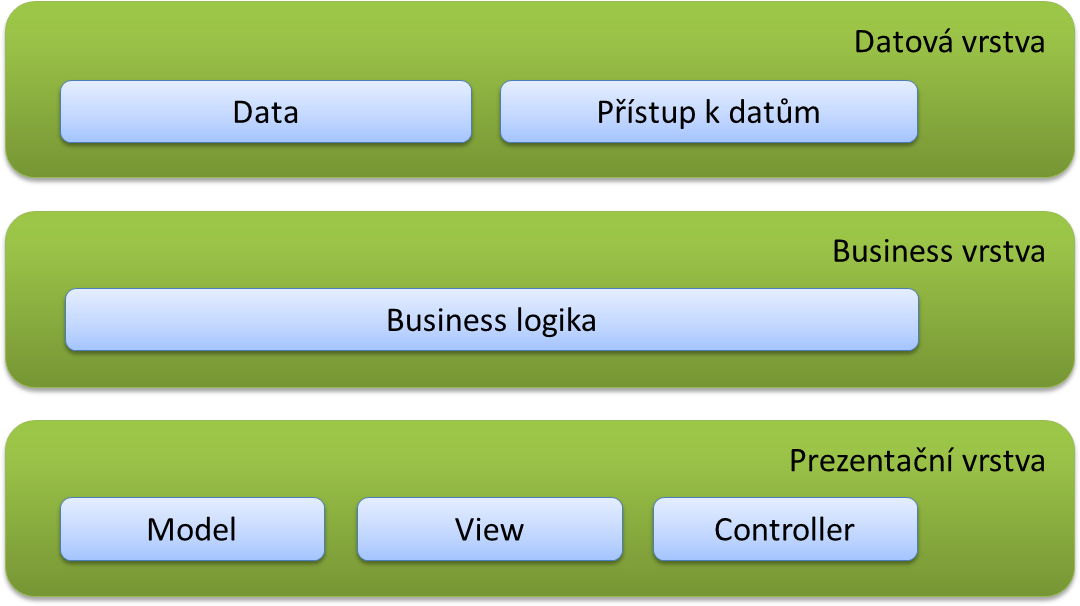 Datová vrstva
Data
Přístup k datům
Business vrstva
Business logika
Prezentační vrstva
Model
View
Controller